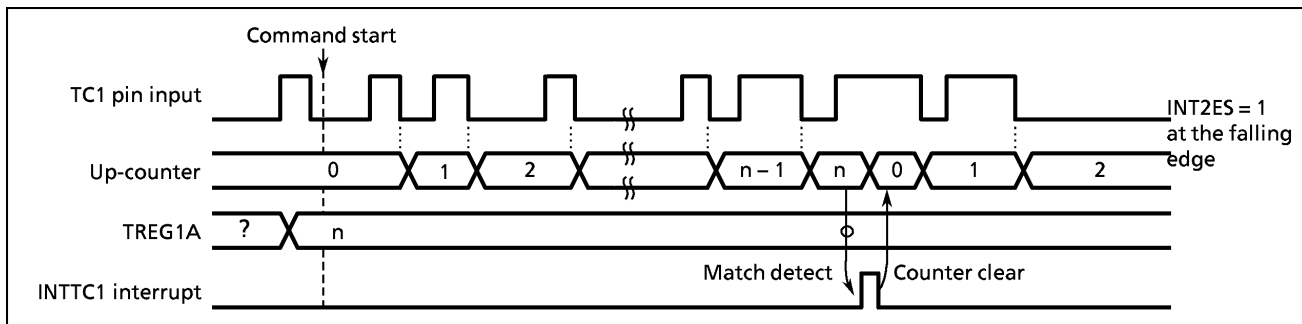 Command start
TC1 pin input
INT2ES = 1
at the falling
edge
Up-counter 0 1 2 n – 1 n 0 1 2
TREG1A ? n
Match detect Counter clear
INTTC1 interrupt